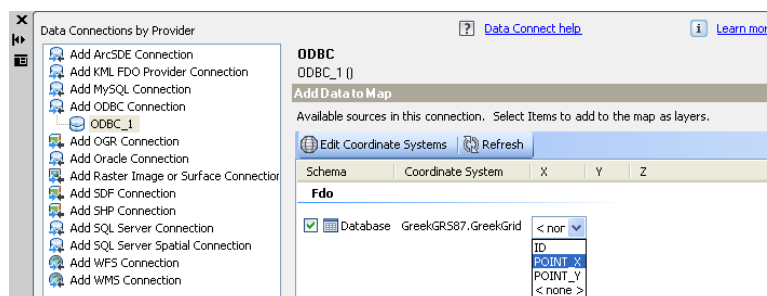 Data Connections by Provider
? Data Connect help
i Learn mor
Add ArcSDE Connection
Add KML FDO Provider Connection
Add MySQL Connection
Add ODBC Connection
ODBC_1
Add OGR Connection
Add Oracle Connection
Add Raster Image or Surface Connection
Add SDF Connection
Add SHP Connection
Add SQL Server Connection
Add SQL Server Spatial Connection
Add WFS Connection
Add WMS Connection
ODBC
ODBC_1 ()
Add Data to Map
Available sources in this connection. Select Items to add to the map as layers.
Edit Coordinate Systems Refresh
Schema Coordinate System X Y Z
Fdo
Database GreekGRS87.GreekGrid < nor
ID
POINT_X
POINT_Y
< none >